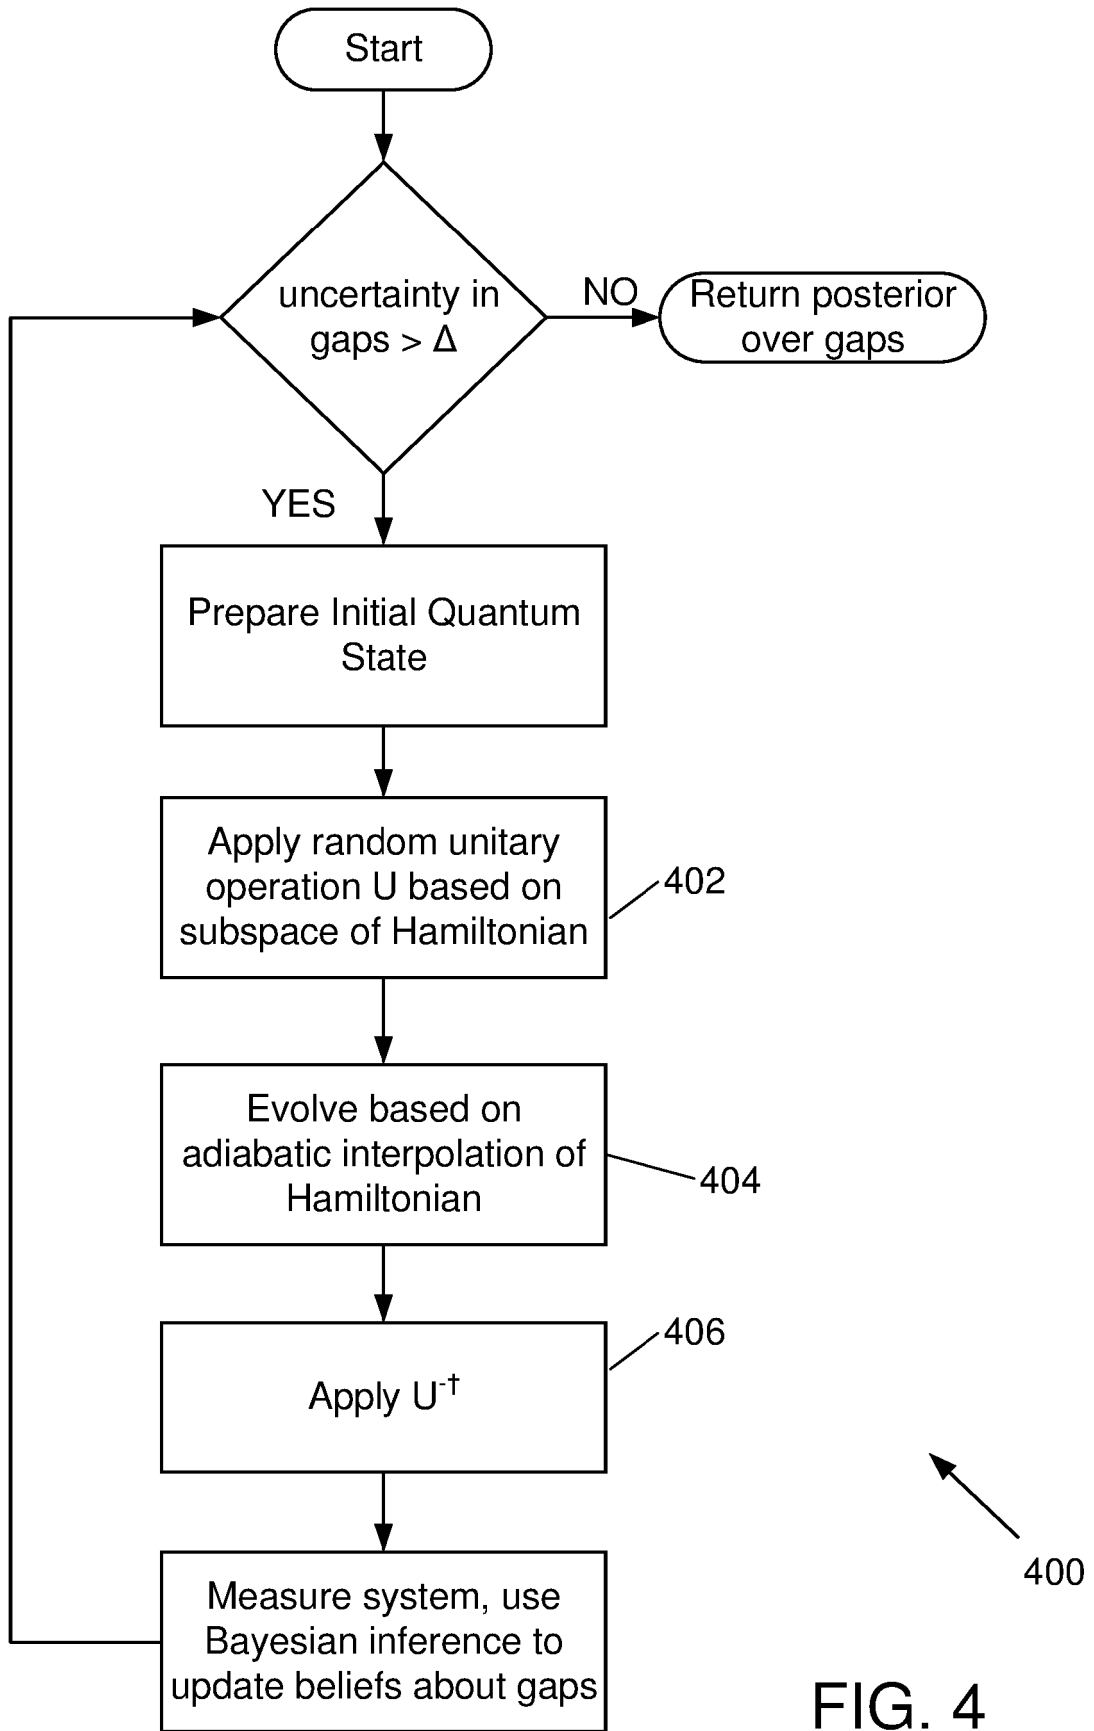 Start
uncertainty in
gaps > Δ
NO
Return posterior
over gaps
YES
Prepare Initial Quantum
State
Apply random unitary
operation U based on
subspace of Hamiltonian
402
Evolve based on
adiabatic interpolation of
Hamiltonian
404
406
Apply U⁻†
400
Measure system, use
Bayesian inference to
update beliefs about gaps
FIG. 4